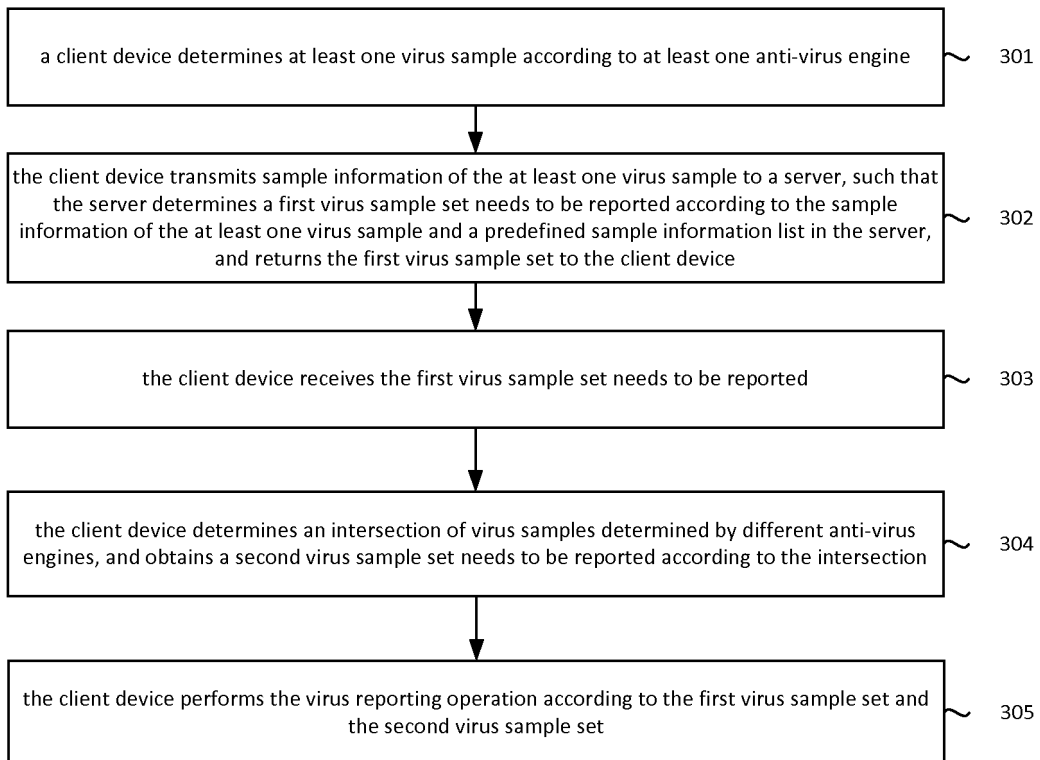 a client device determines at least one virus sample according to at least one anti-virus engine
301
the client device transmits sample information of the at least one virus sample to a server, such that
the server determines a first virus sample set needs to be reported according to the sample
information of the at least one virus sample and a predefined sample information list in the server,
and returns the first virus sample set to the client device
302
the client device receives the first virus sample set needs to be reported
303
the client device determines an intersection of virus samples determined by different anti-virus
engines, and obtains a second virus sample set needs to be reported according to the intersection
304
the client device performs the virus reporting operation according to the first virus sample set and
the second virus sample set
305